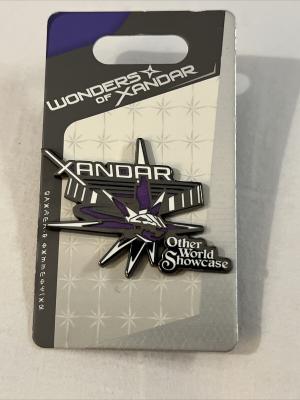 WONDERS
OF XANDAR
XANDAR
Other
World
Showcase